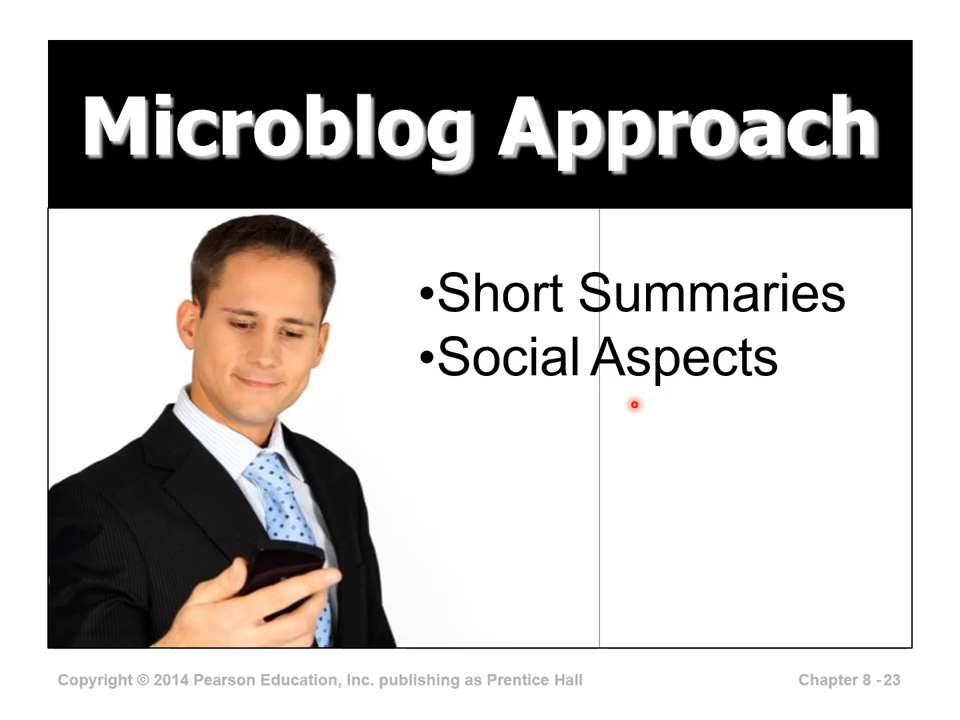 Microblog Approach
•Short Summaries
•Social Aspects
Copyright © 2014 Pearson Education, Inc. publishing as Prentice Hall
Chapter 8 -23